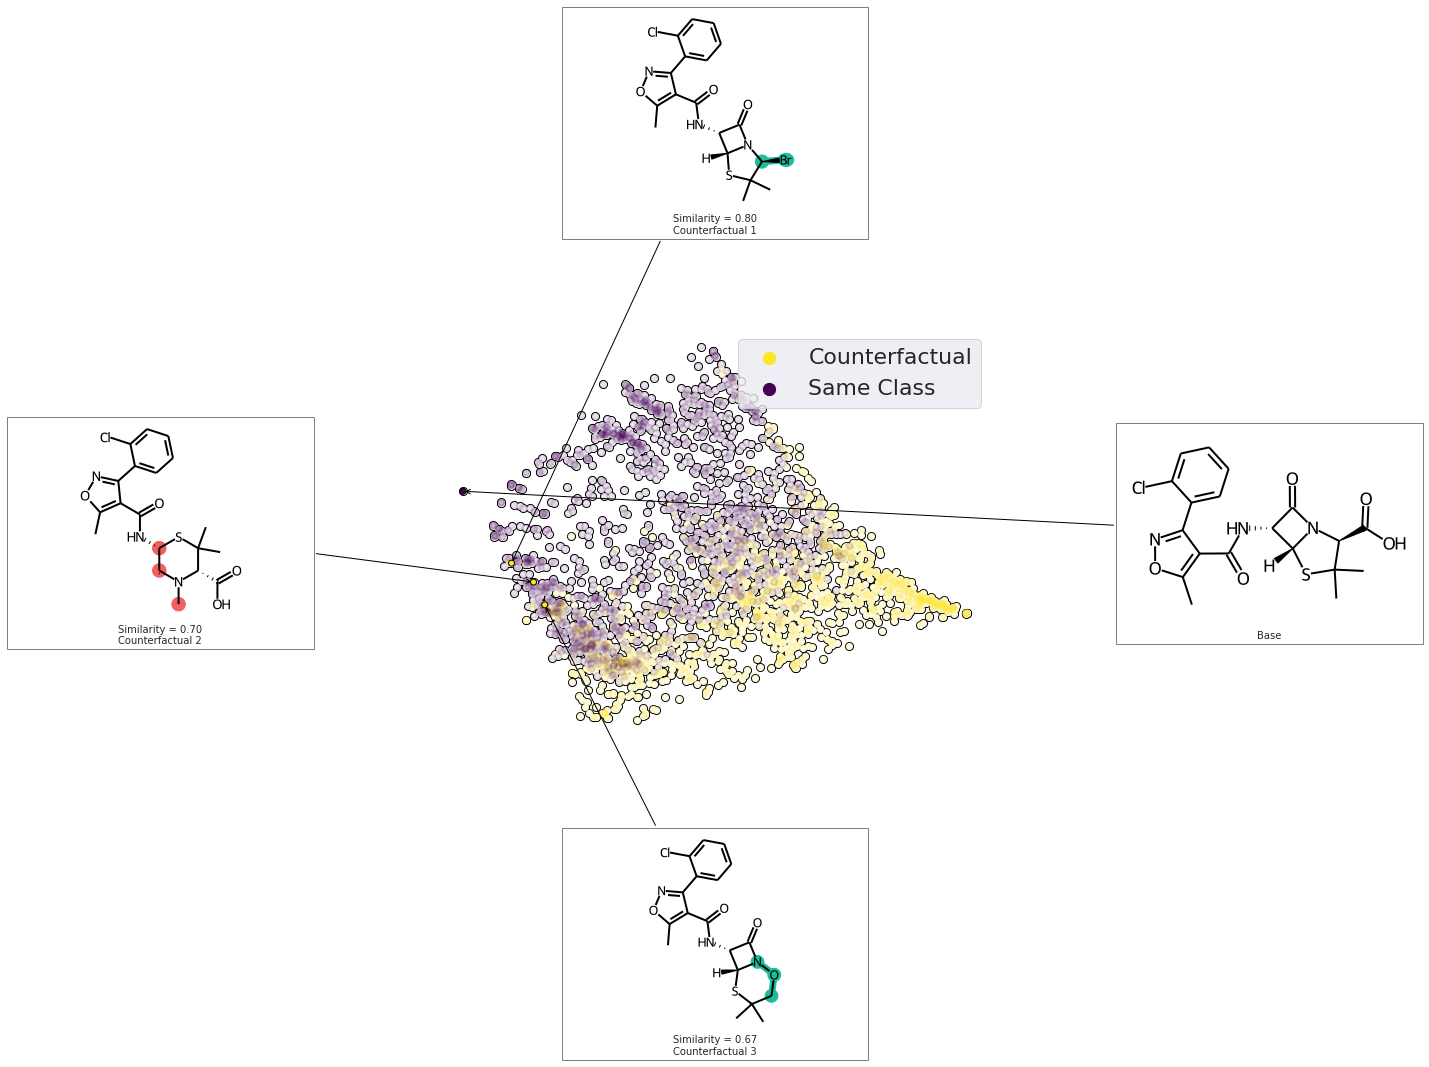 Cl
N
O
O
O
HN
N
H
Br
S
Similarity = 0.80
Counterfactual 1
Counterfactual
Same Class
Cl
N
O
O
HN
S
N
O
OH
Similarity = 0.70
Counterfactual 2
Cl
O
O
N
HN
N
OH
O
H
O
S
Base
Cl
N
O
O
O
HN
N
H
O
S
Similarity = 0.67
Counterfactual 3